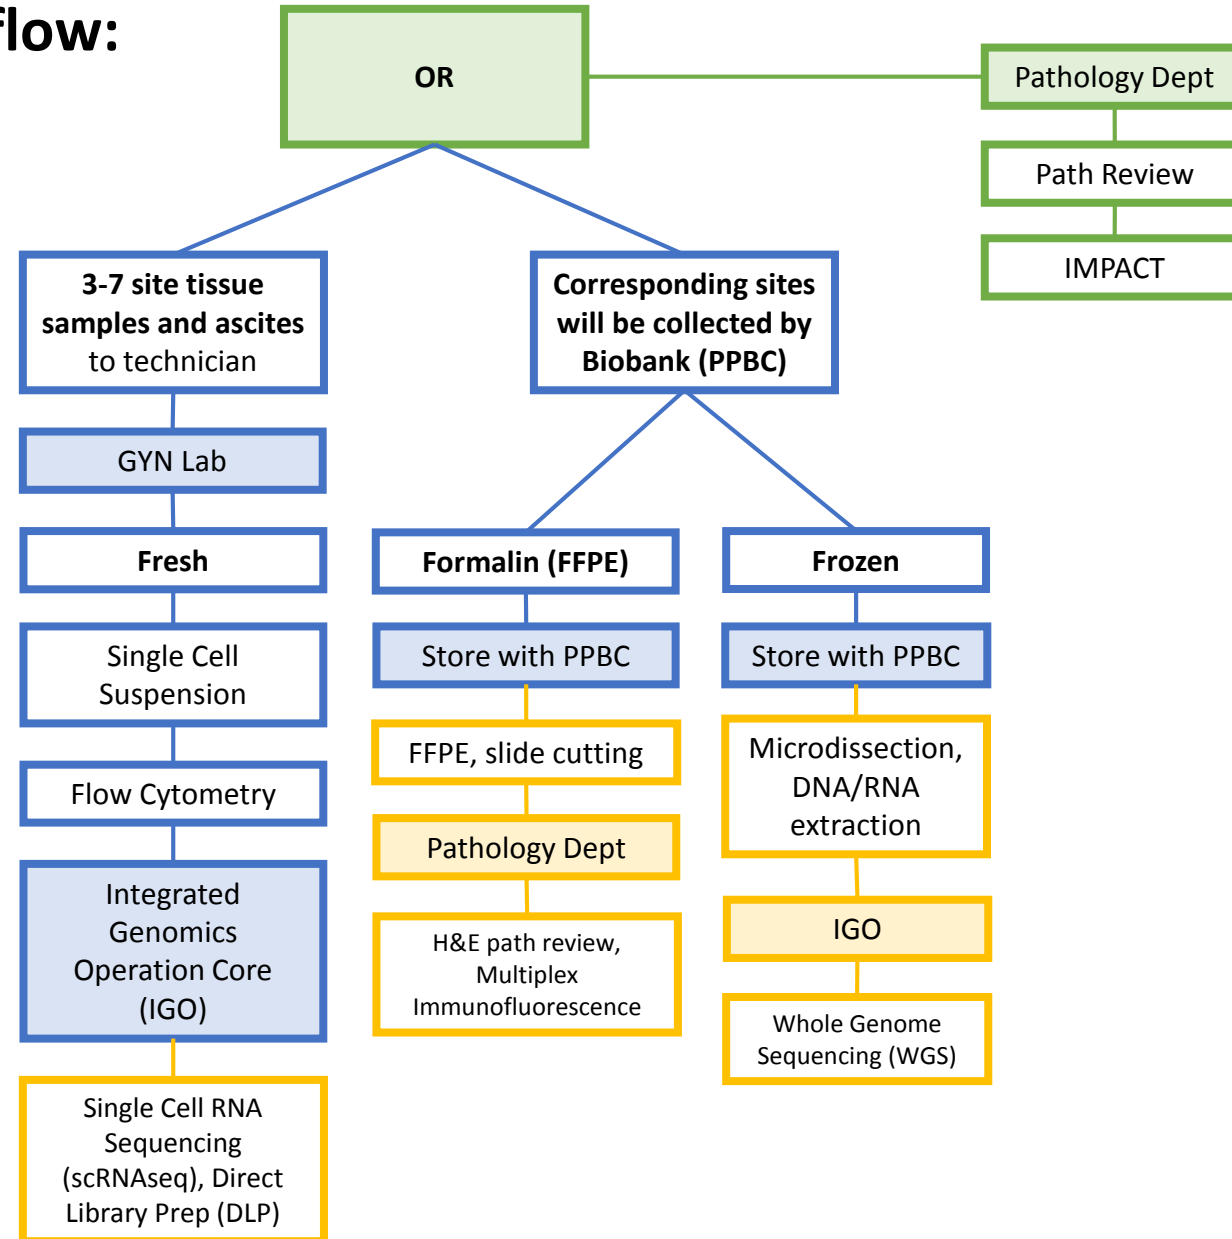 flow:
OR
Pathology Dept
Path Review
IMPACT
3-7 site tissue
samples and ascites
to technician
Corresponding sites
will be collected by
Biobank (PPBC)
GYN Lab
Fresh
Single Cell
Suspension
Flow Cytometry
Integrated
Genomics
Operation Core
(IGO)
Single Cell RNA
Sequencing
(scRNAseq), Direct
Library Prep (DLP)
Formalin (FFPE)
Store with PPBC
FFPE, slide cutting
Pathology Dept
H&E path review,
Multiplex
Immunofluorescence
Frozen
Store with PPBC
Microdissection,
DNA/RNA
extraction
IGO
Whole Genome
Sequencing (WGS)